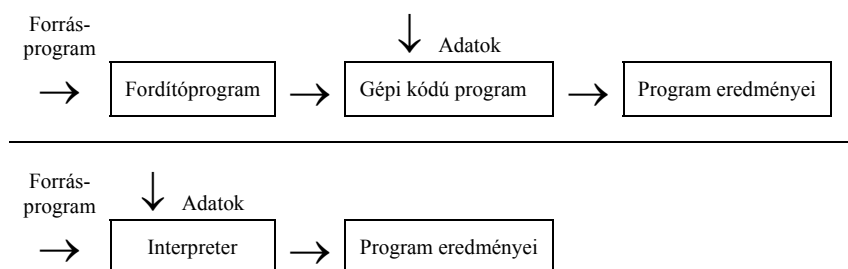 Forrás-
program
Adatok
Fordítóprogram
Gépi kódú program
Program eredményei
Forrás-
program
Adatok
Interpreter
Program eredményei